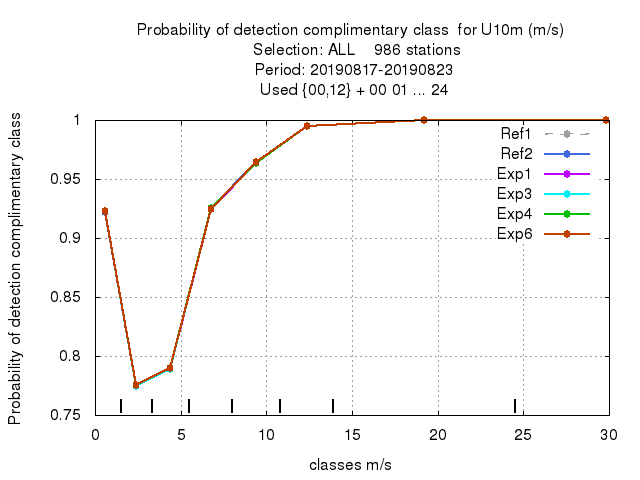 Probability of detection complimentary class  for U10m (m/s)
Selection: ALL    986 stations
Period: 20190817-20190823
Used {00,12} + 00 01 ... 24
Probability of detection complimentary class
1
0.95
0.9
0.85
0.8
0.75
Ref1
Ref2
Exp1
Exp3
Exp4
Exp6
0 5 10 15 20 25 30
classes m/s